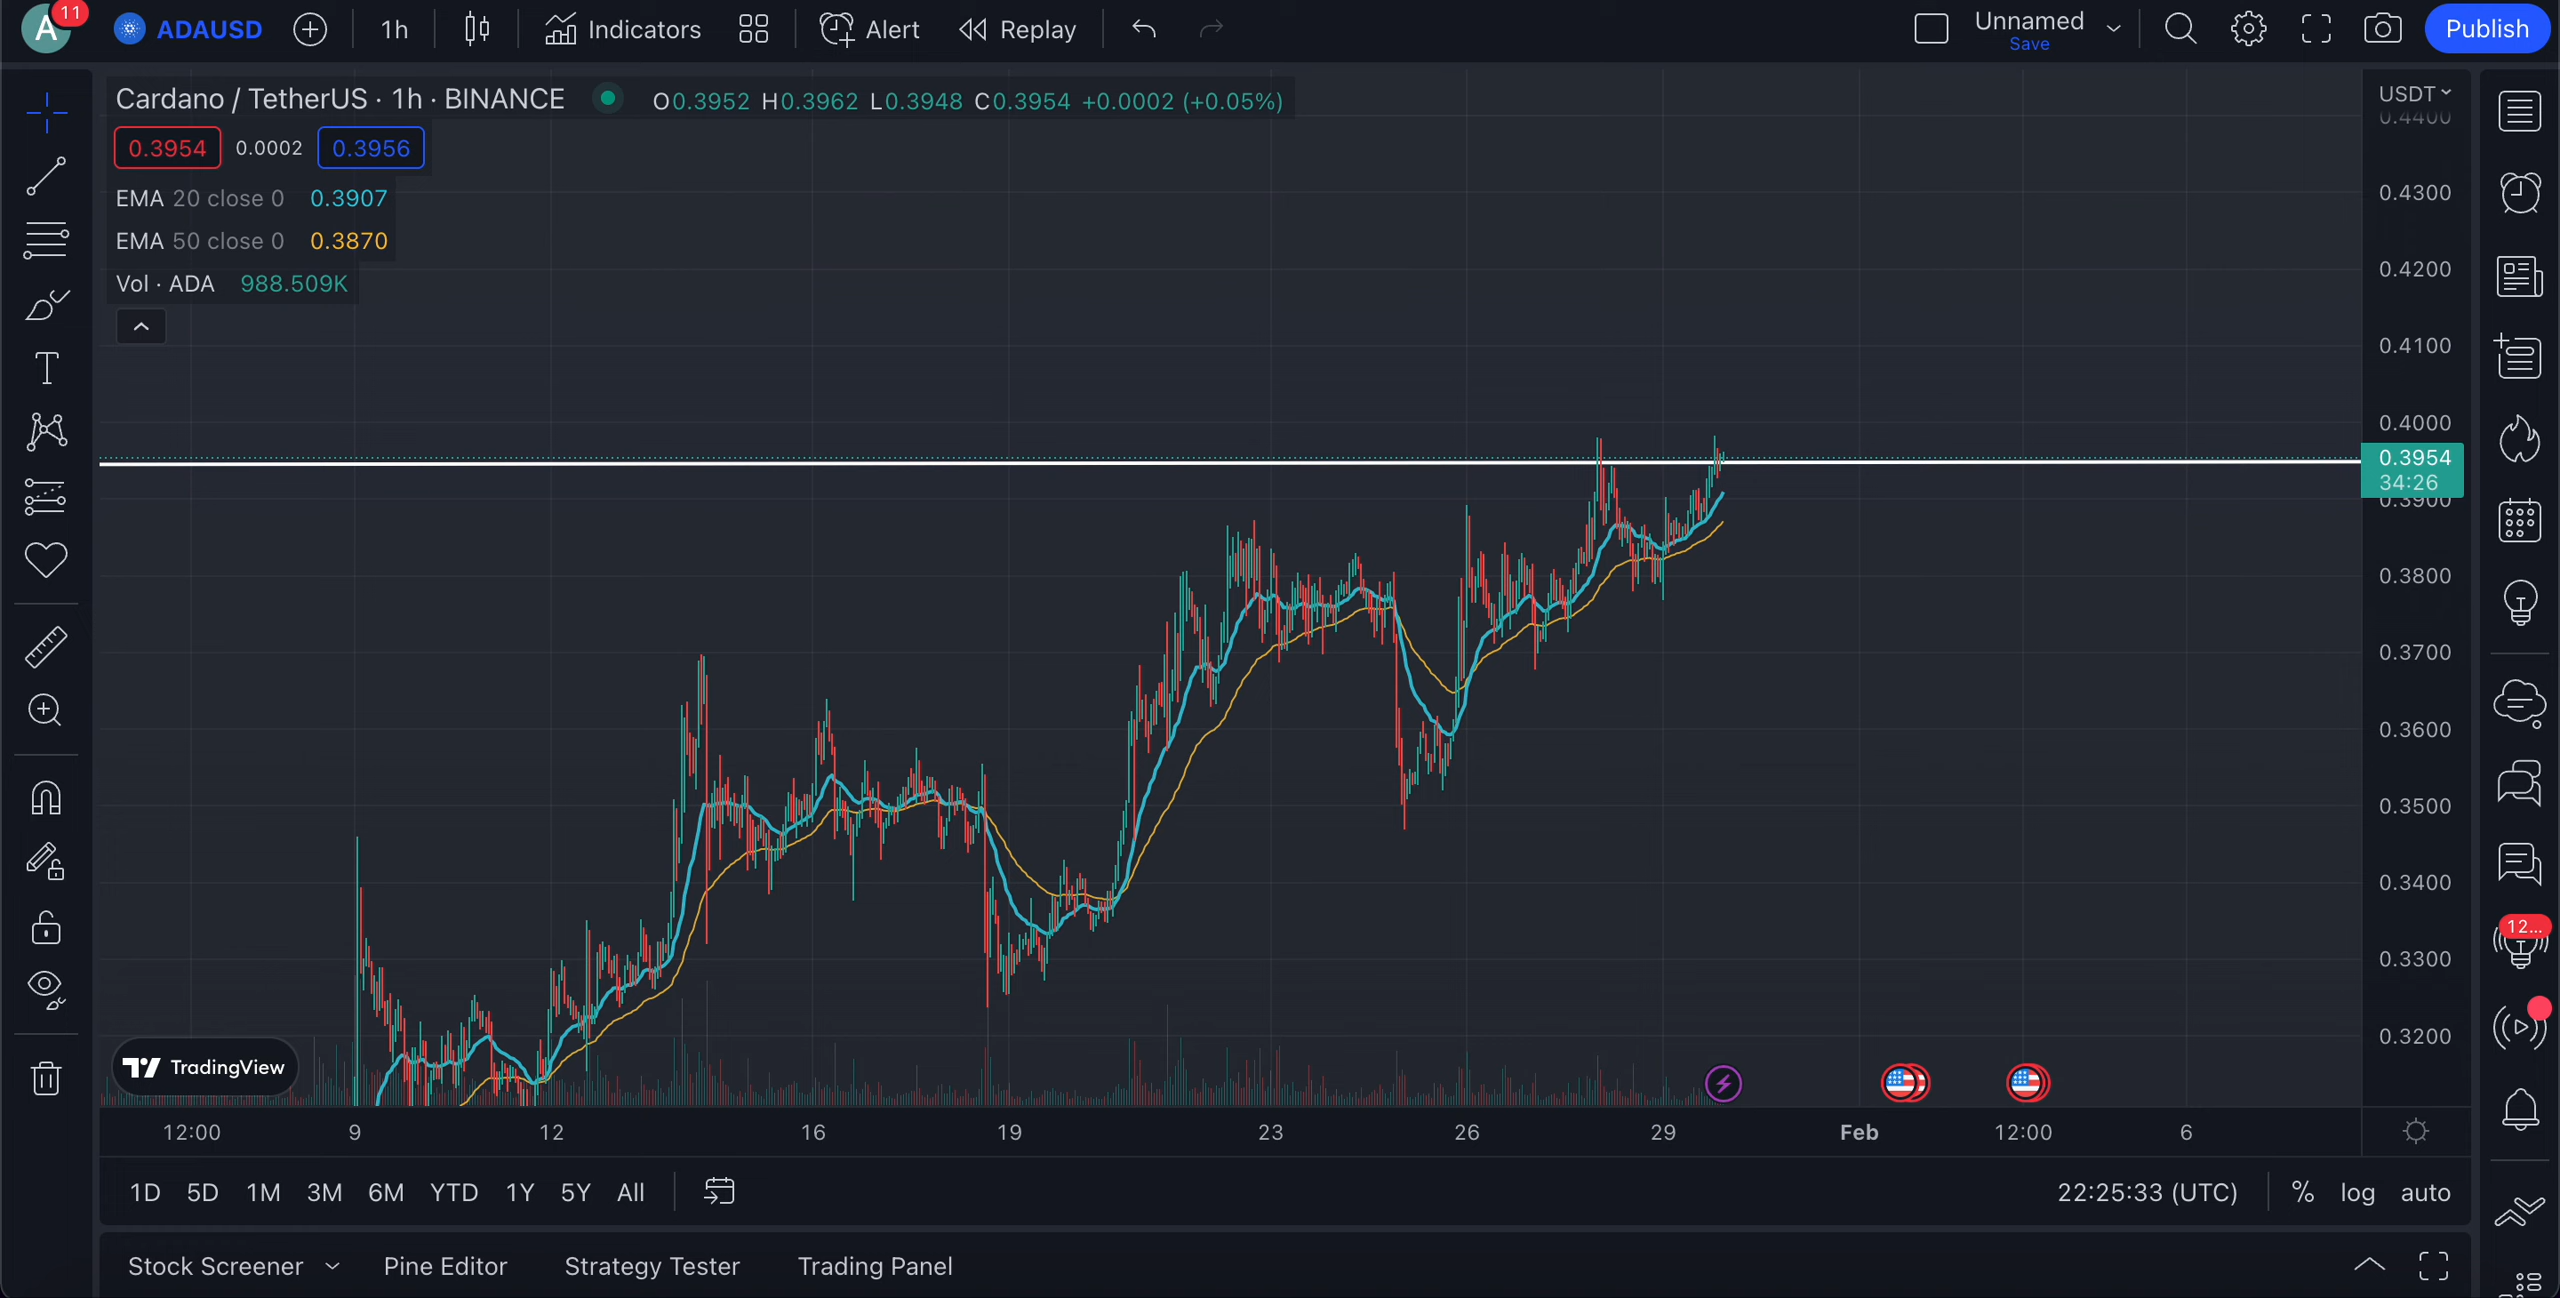 A 11 ADAUSD 1h Indicators Alert Replay Unnamed Save Publish
Cardano / TetherUS · 1h · BINANCE O0.3952 H0.3962 L0.3948 C0.3954 +0.0002 (+0.05%)
0.3954 0.0002 0.3956
EMA 20 close 0 0.3907
EMA 50 close 0 0.3870
Vol · ADA 988.509K
USDT
0.4400
0.4300
0.4200
0.4100
0.4000
0.3954
34:26
0.3900
0.3800
0.3700
0.3600
0.3500
0.3400
0.3300
0.3200
12...
TradingView
12:00 9 12 16 19 23 26 29 Feb 12:00 6
1D 5D 1M 3M 6M YTD 1Y 5Y All 22:25:33 (UTC) % log auto
Stock Screener Pine Editor Strategy Tester Trading Panel